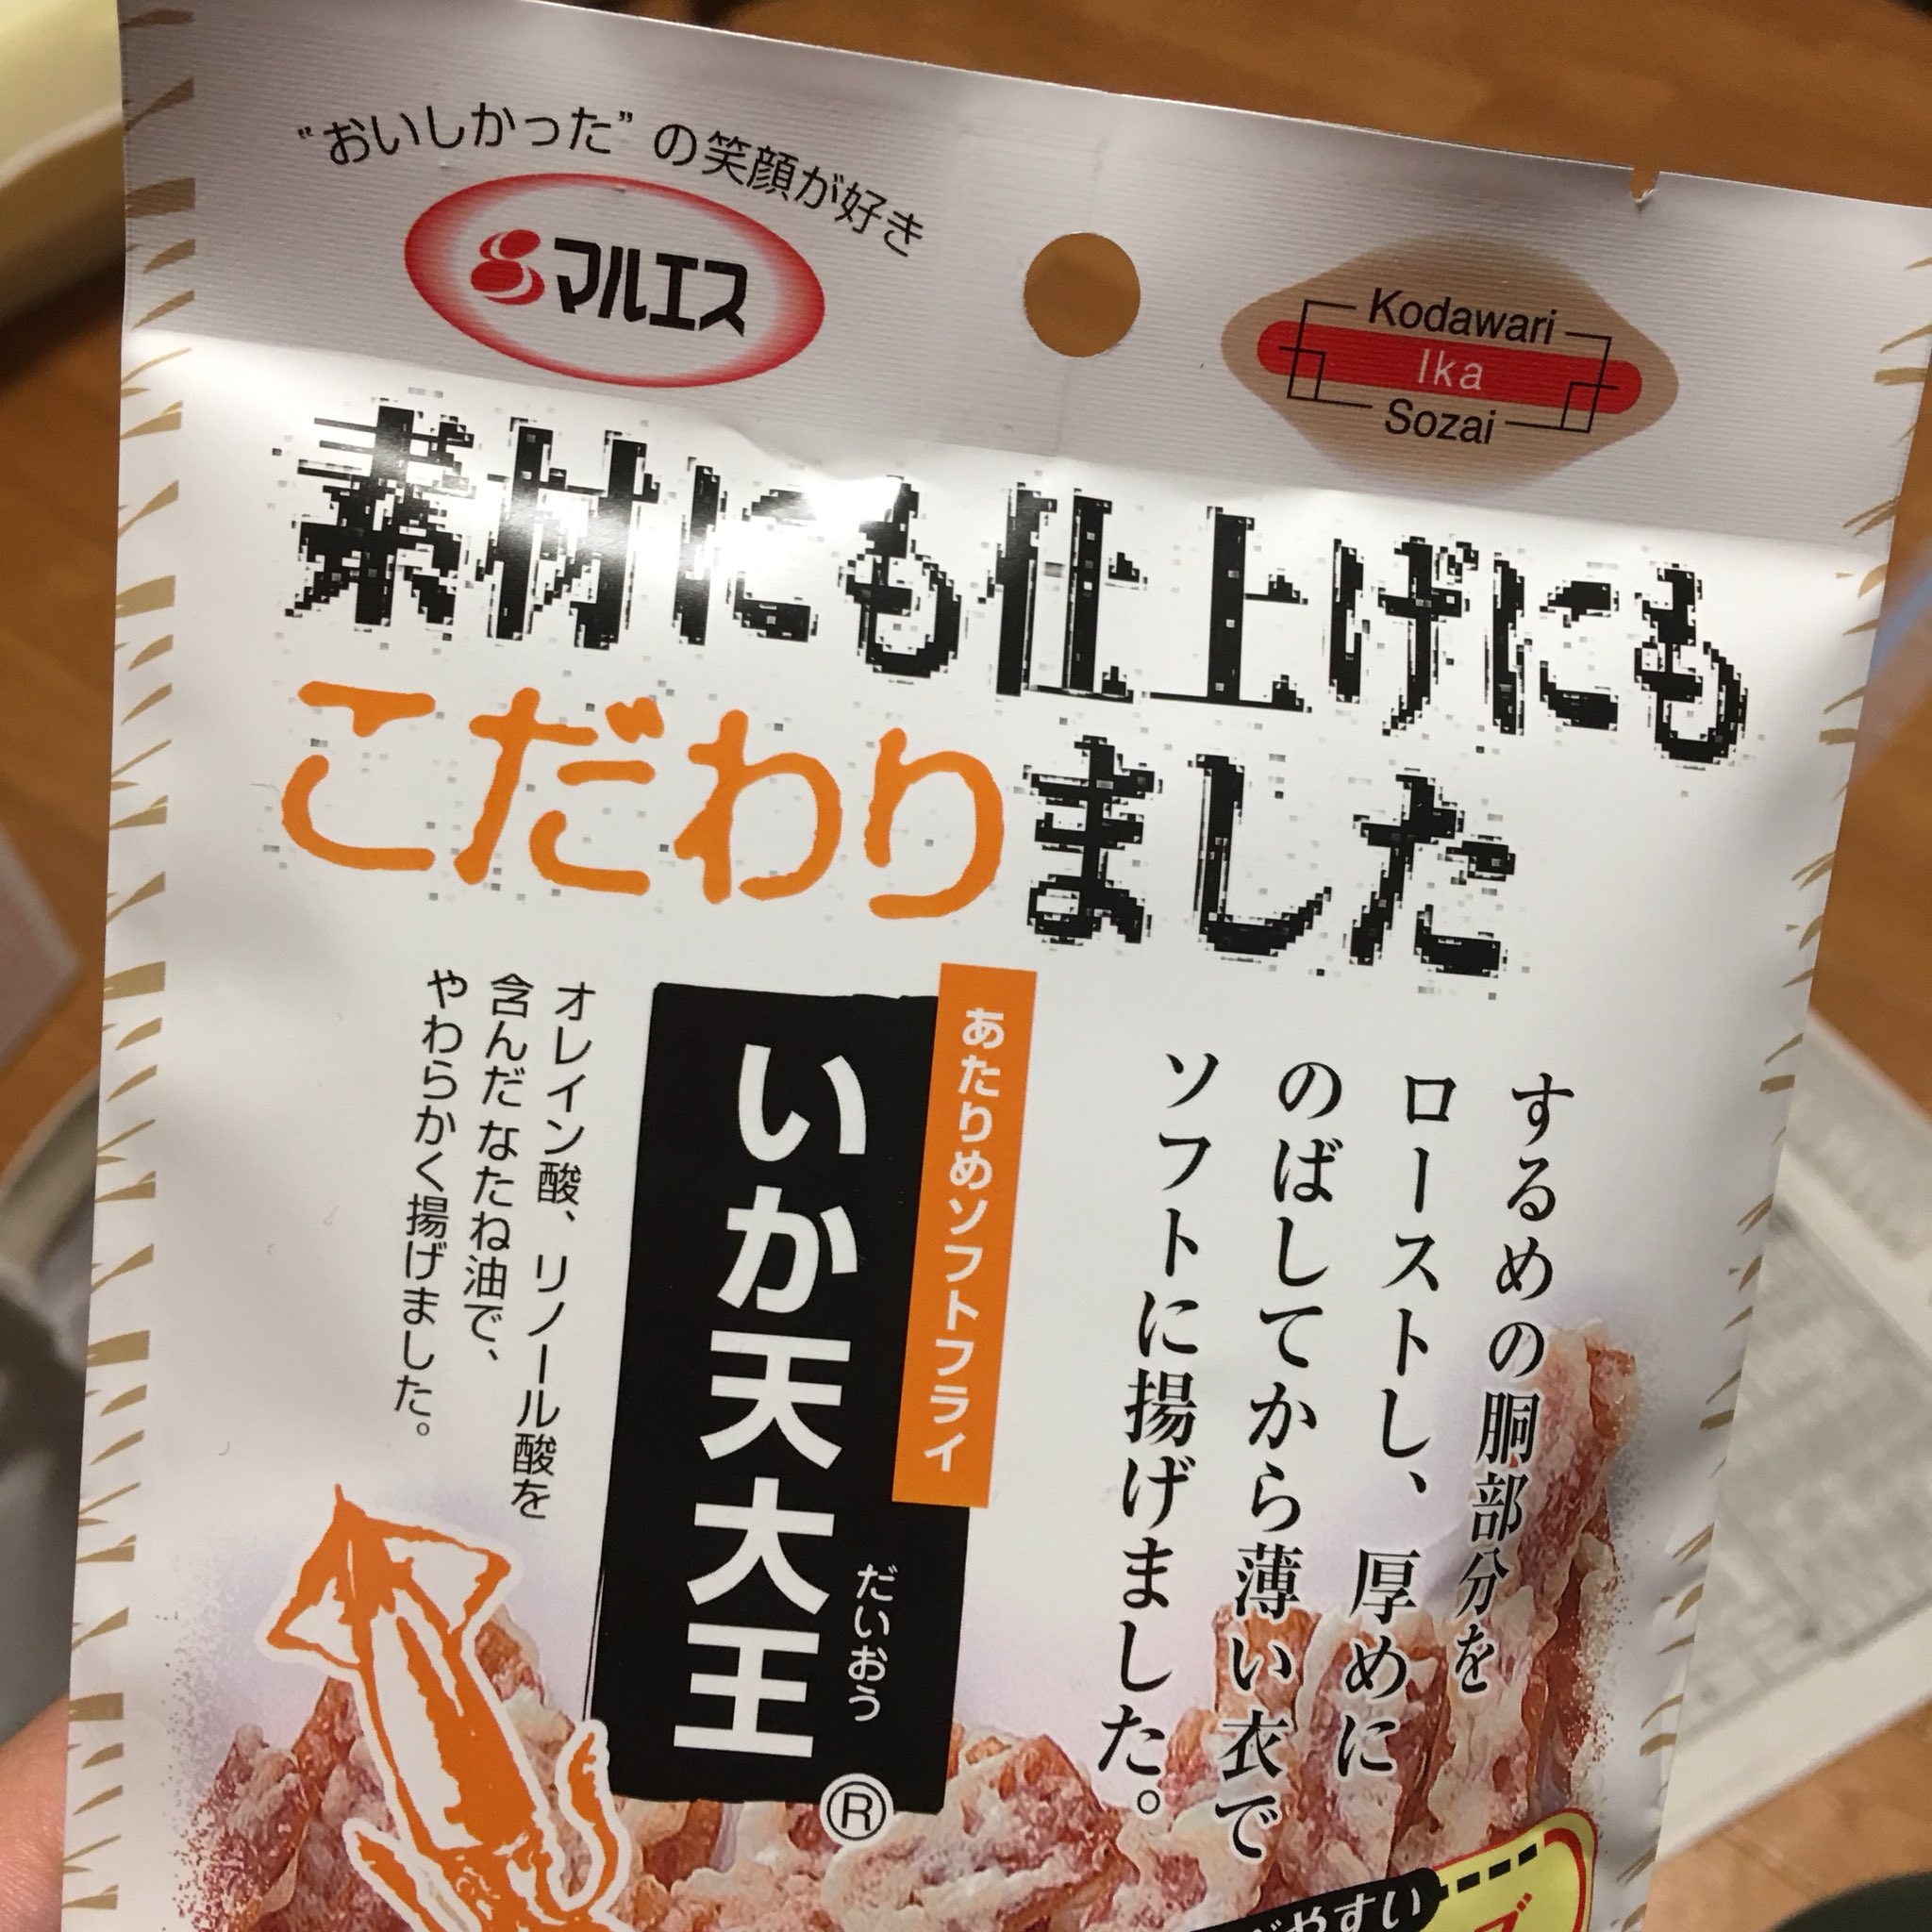 “おいしかった”の笑顔が好き
マルエス
Kodawari
Ika
Sozai
素材にも仕上げにも
こだわりました
するめの胴部分を
ローストし、厚めに
のばしてから薄い衣で
ソフトに揚げました。
あたりめソフトフライ
いか天大王
だいおう
®
オレイン酸、リノール酸を
含んだなたね油で、
やわらかく揚げました。
やすい